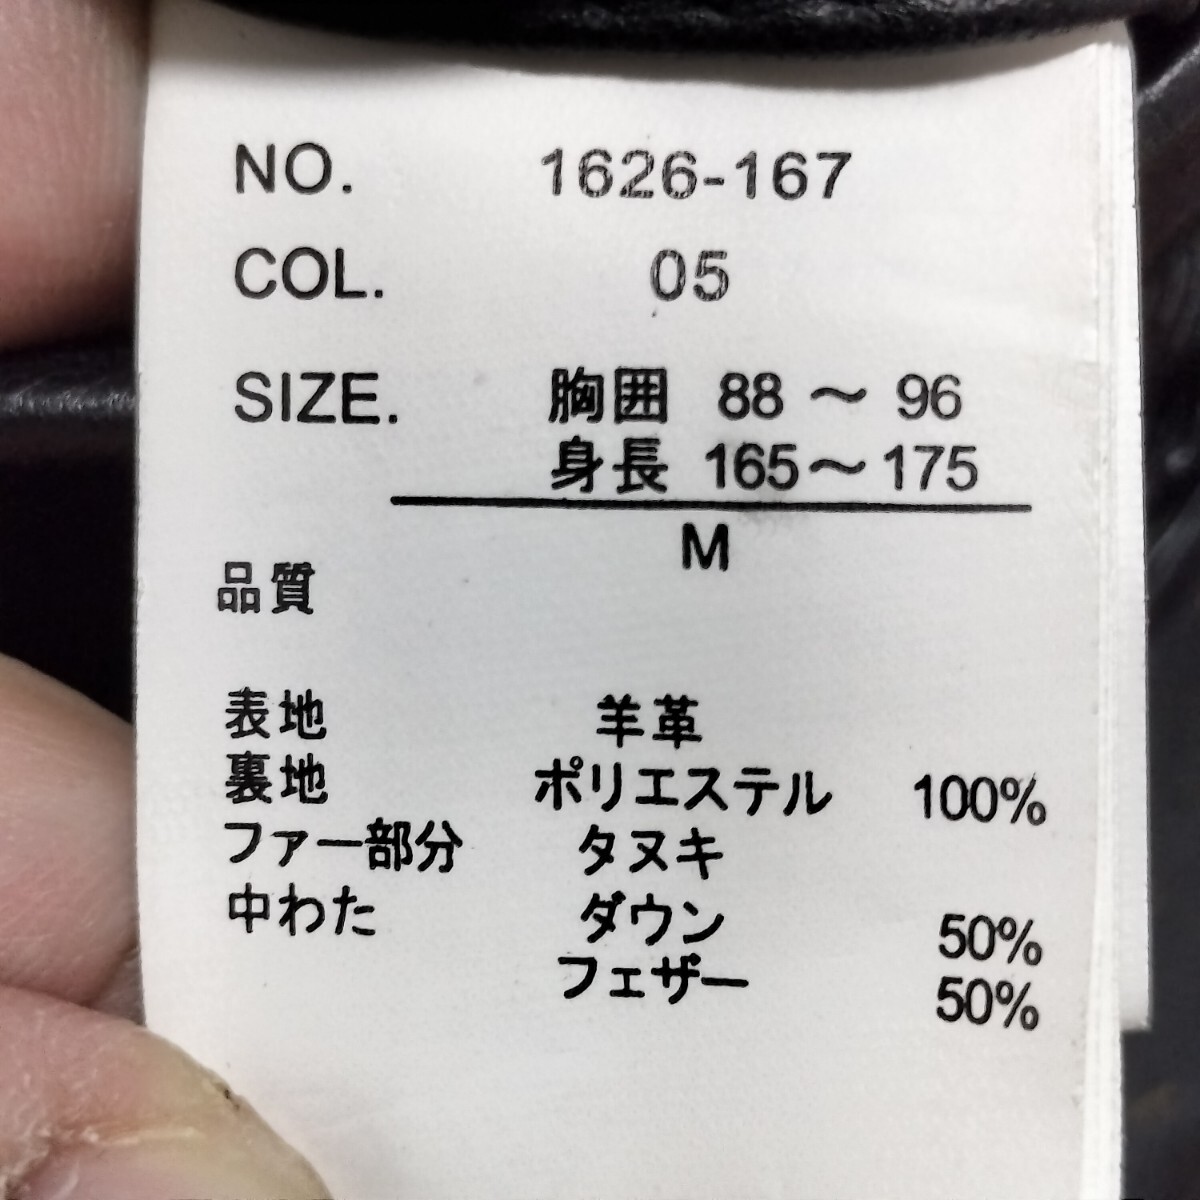 NO. 1626-167
COL. 05
SIZE. 胸囲 88 ～ 96
身長 165～175
M
品質
表地 羊革
裏地 ポリエステル 100%
ファー部分 タヌキ
中わた ダウン 50%
フェザー 50%